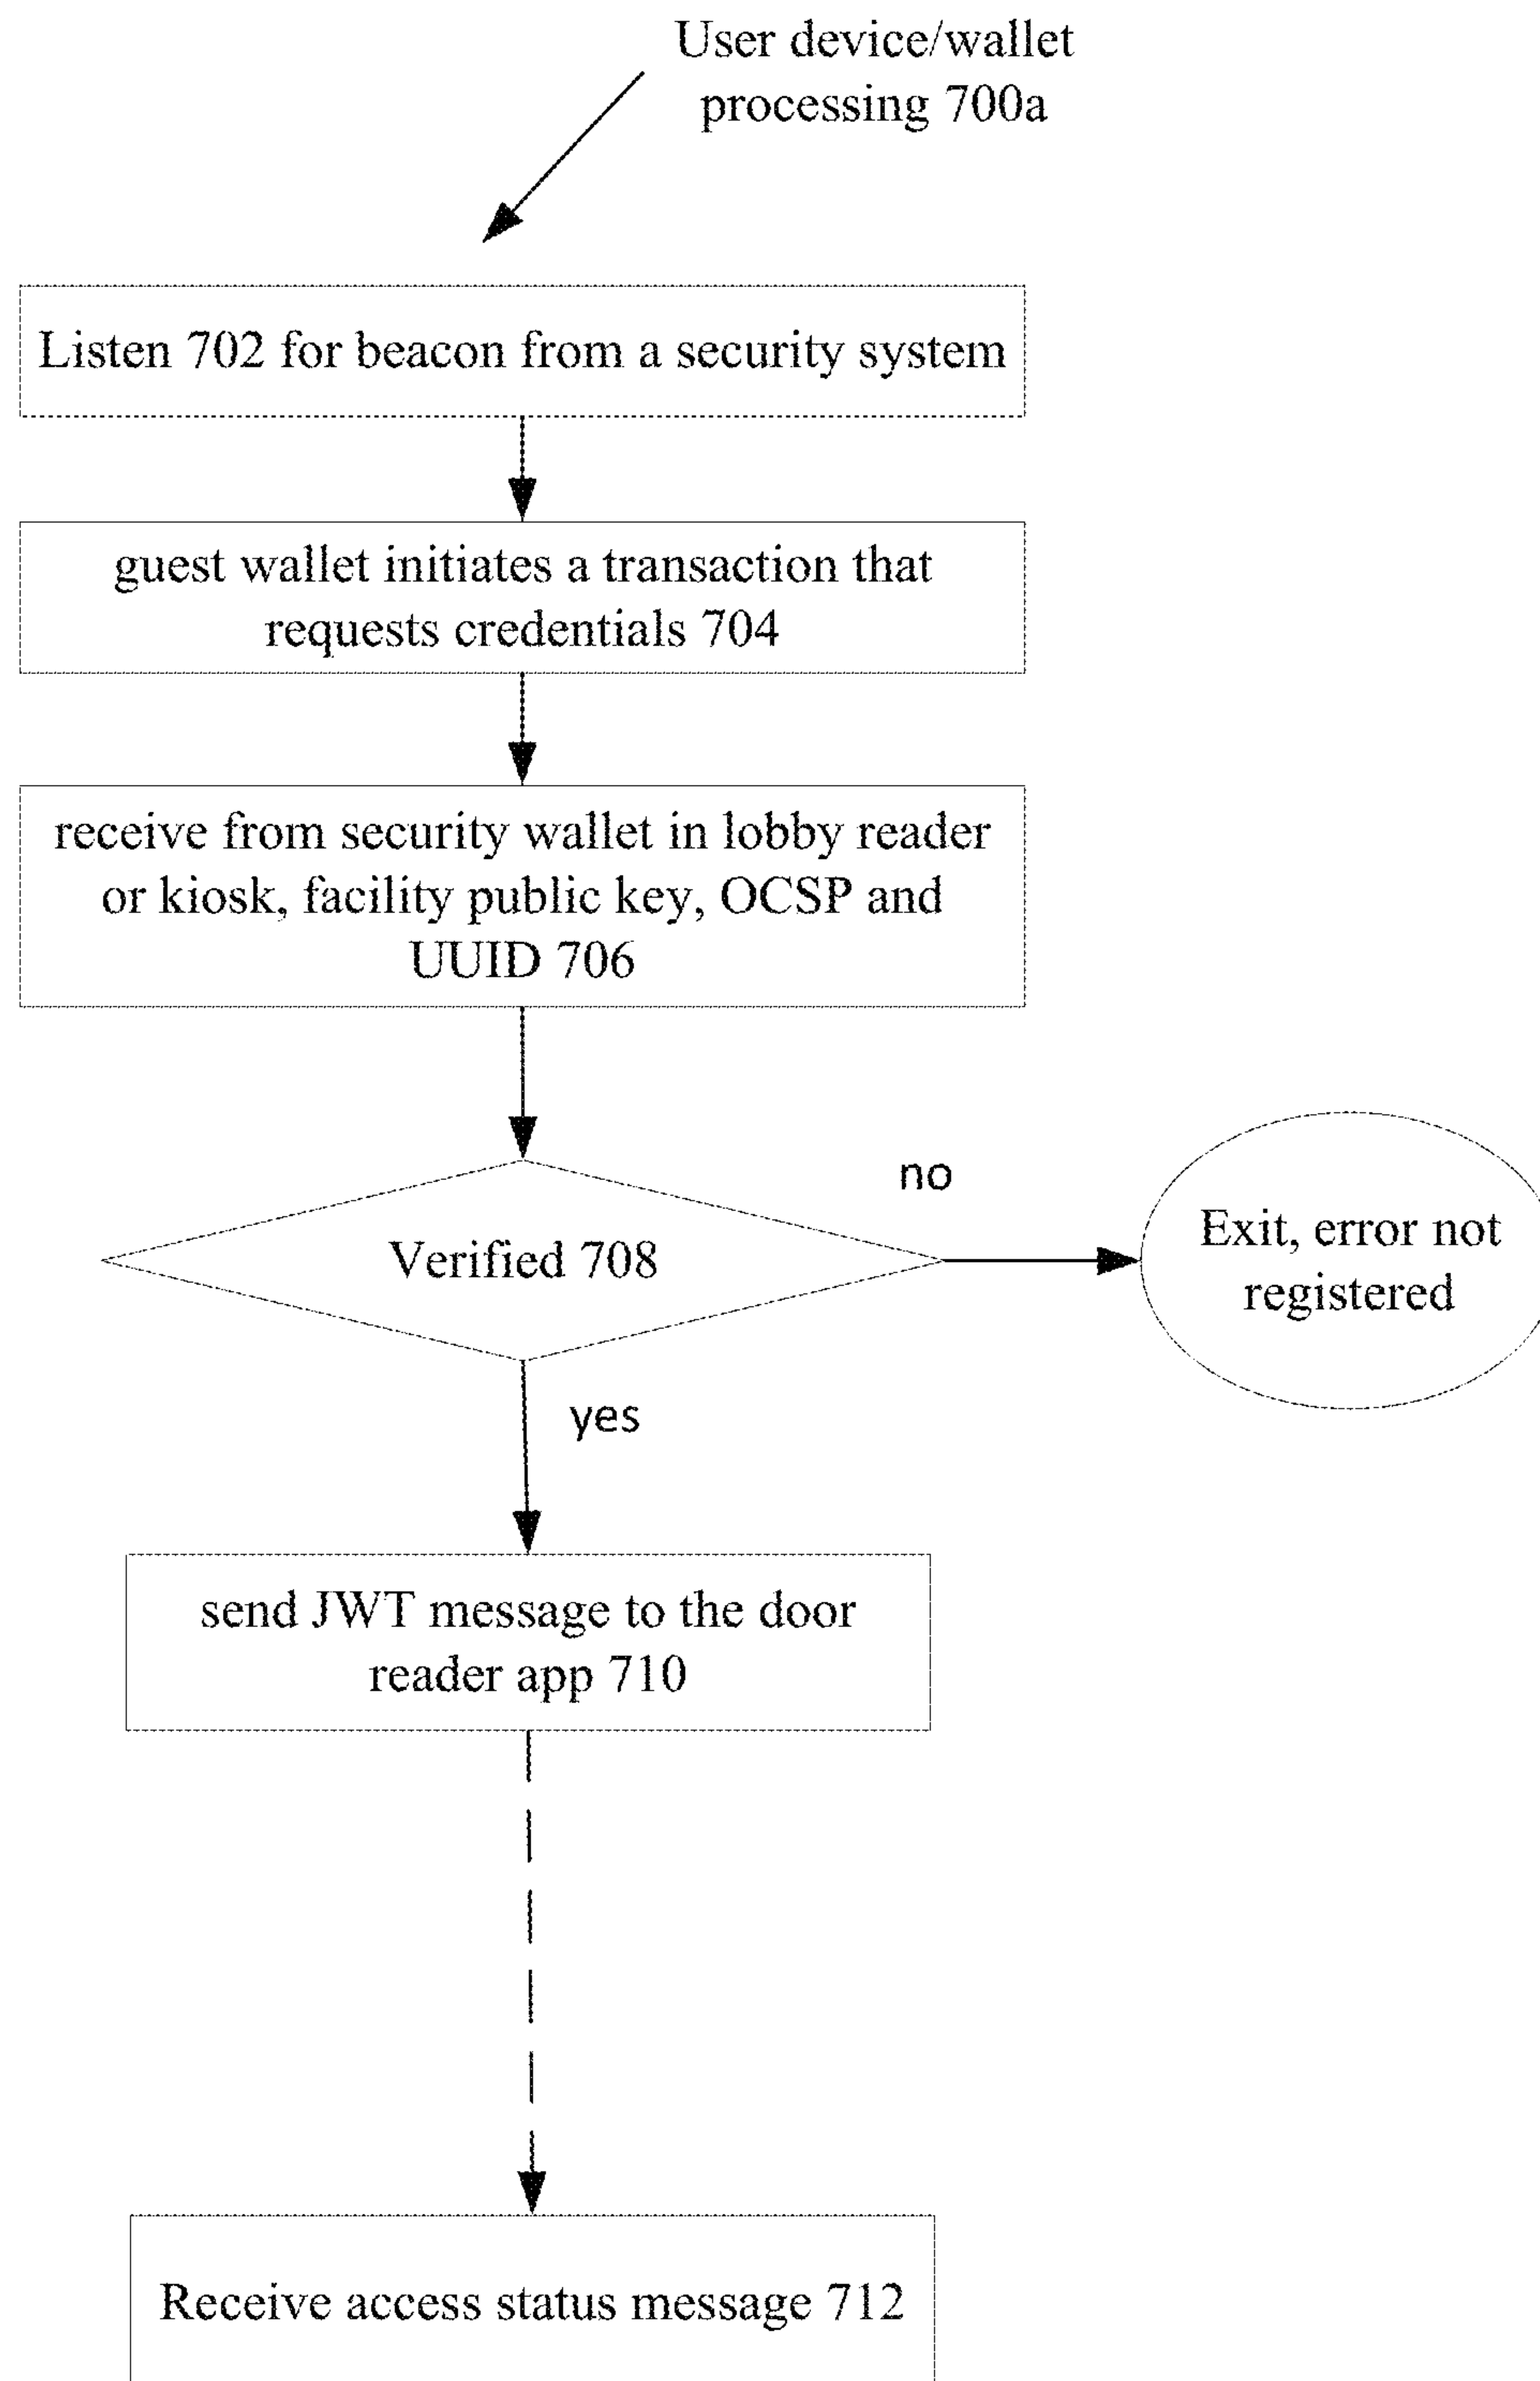 User device/wallet
processing 700a
Listen 702 for beacon from a security system
guest wallet initiates a transaction that
requests credentials 704
receive from security wallet in lobby reader
or kiosk, facility public key, OCSP and
UUID 706
no
Verified 708
Exit, error not
registered
yes
send JWT message to the door
reader app 710
Receive access status message 712